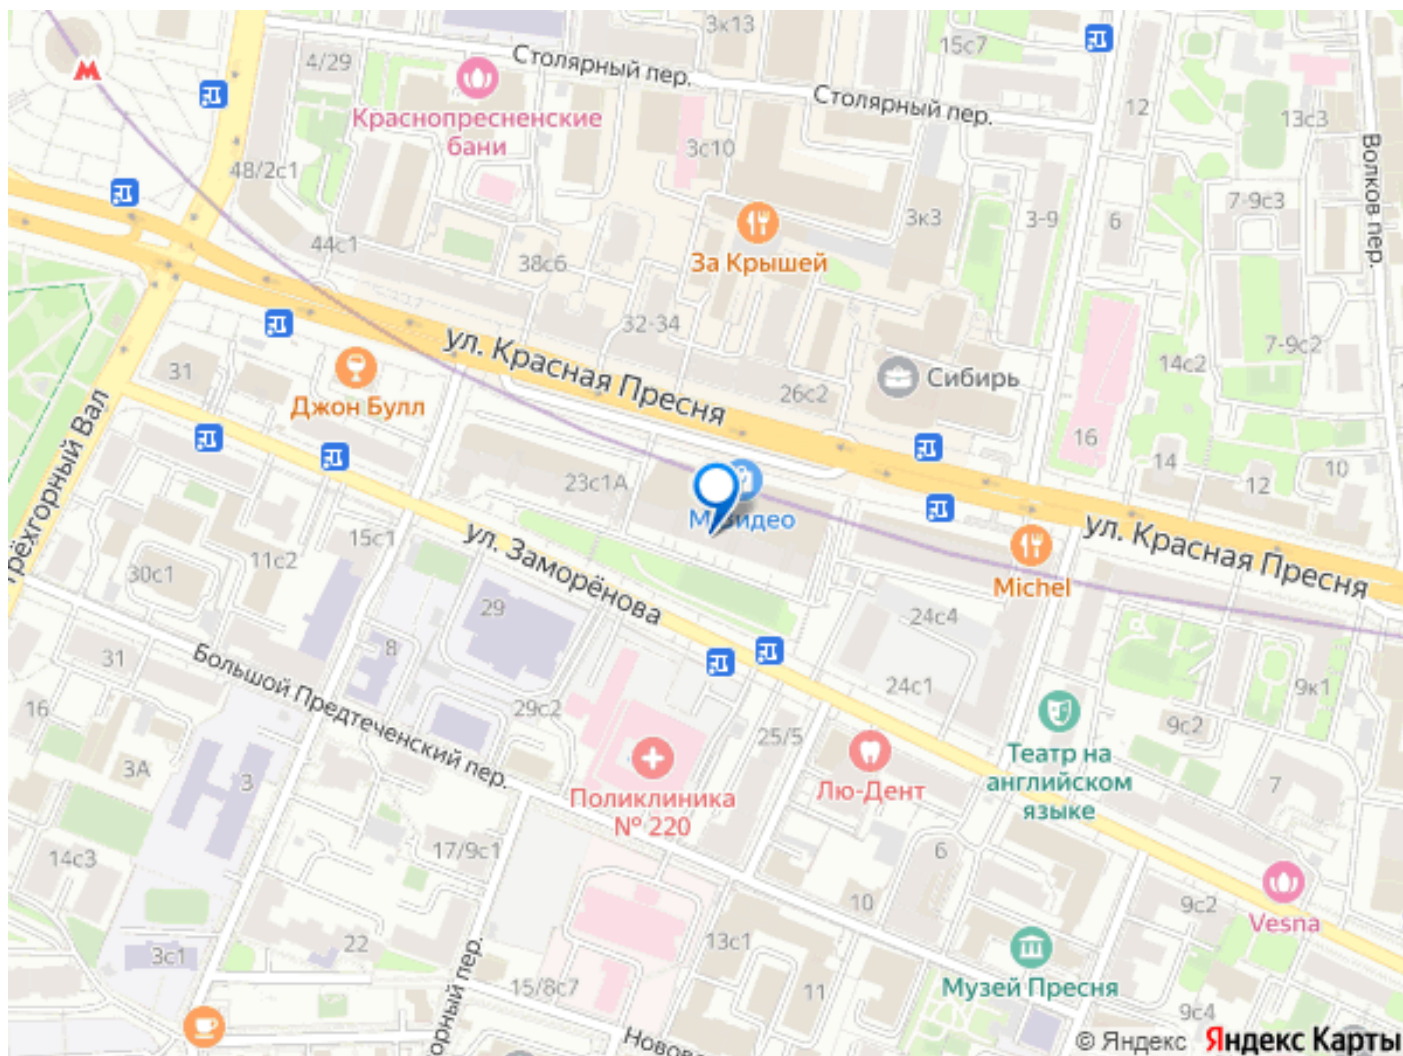 3к13
15с7
4/29
Столярный пер.
Столярный пер.
12
13с3
Краснопресненские
бани
3с10
Волков пер.
48/2с1
7-9с3
3к3
3-9
6
44с1
За Крышей
38с6
32-34
ул. Красная Пресня
7-9с2
14с2
31
Сибирь
26с2
Джон Булл
16
14
10
12
23с1А
ул. Красная Пресня
15с1
ул. Заморёнова
11с2
30с1
Michel
29
24с4
8
31
Большой Предтеченский пер.
24с1
9к1
16
29с2
9с2
25/5
Театр на
английском
языке
3А
3
7
Лю-Дент
Поликлиника
№ 220
14с3
17/9с1
6
10
9с2
Vesna
22
13с1
3с1
15/8с7
11
Музей Пресня
9с4
© Яндекс Яндекс Карты